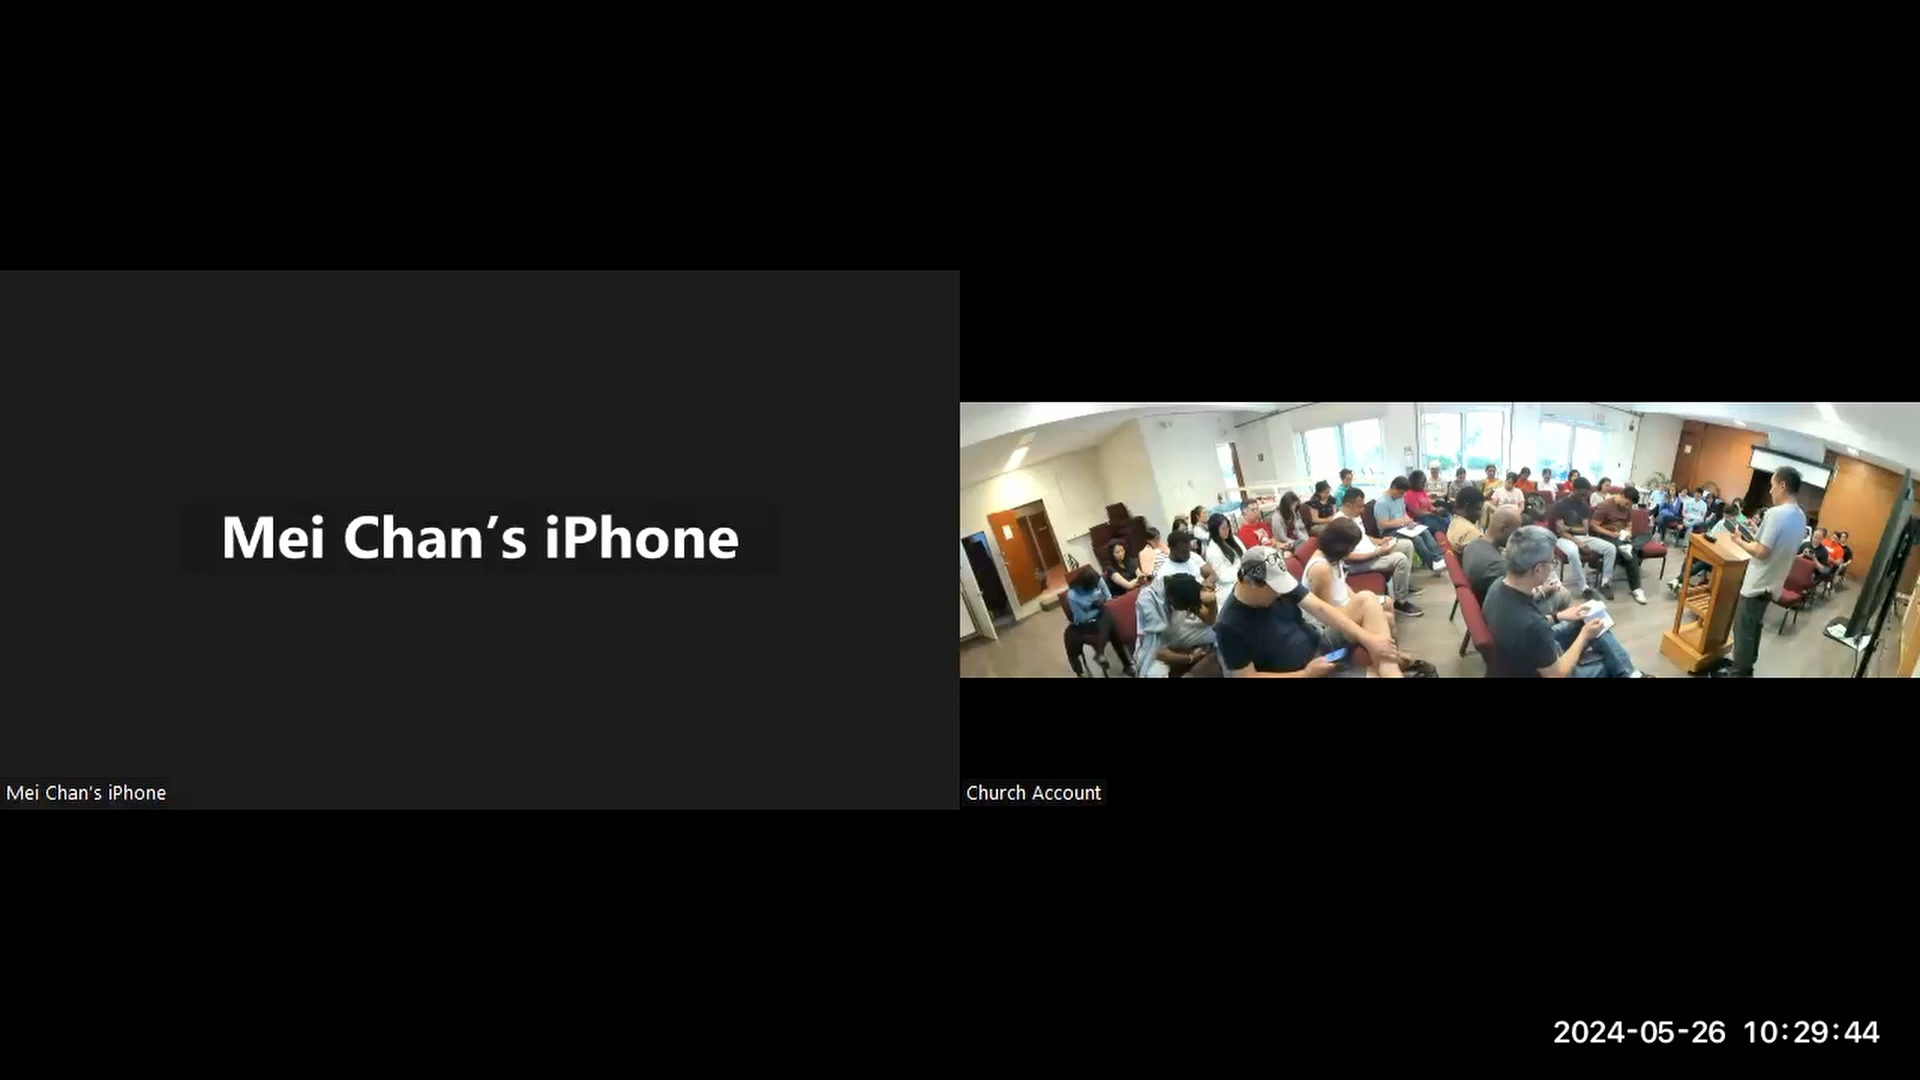 Mei Chan’s iPhone
Mei Chan's iPhone
Church Account
2024-05-26 10:29:44